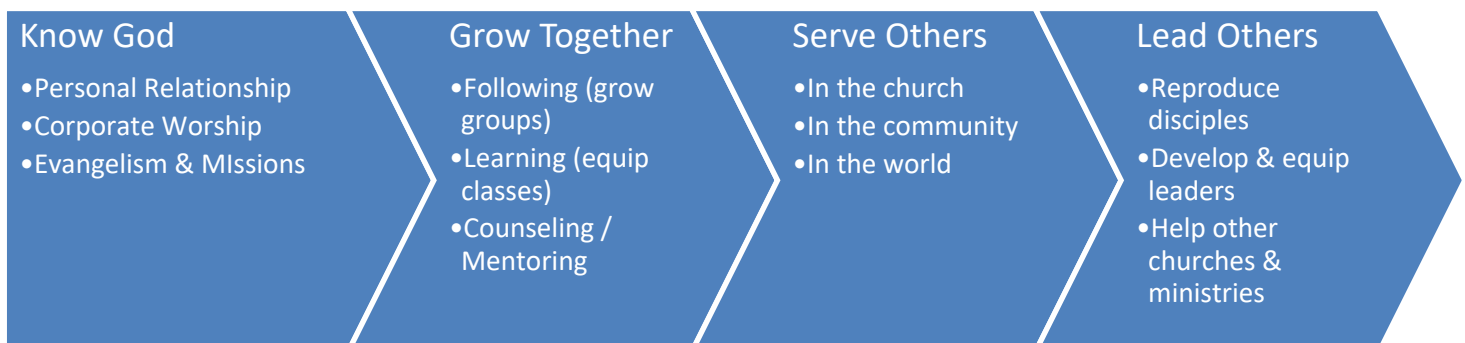 Know God
•Personal Relationship
•Corporate Worship
•Evangelism & MIssions
Grow Together
•Following (grow
groups)
•Learning (equip
classes)
•Counseling /
Mentoring
Serve Others
•In the church
•In the community
•In the world
Lead Others
•Reproduce
disciples
•Develop & equip
leaders
•Help other
churches &
ministries